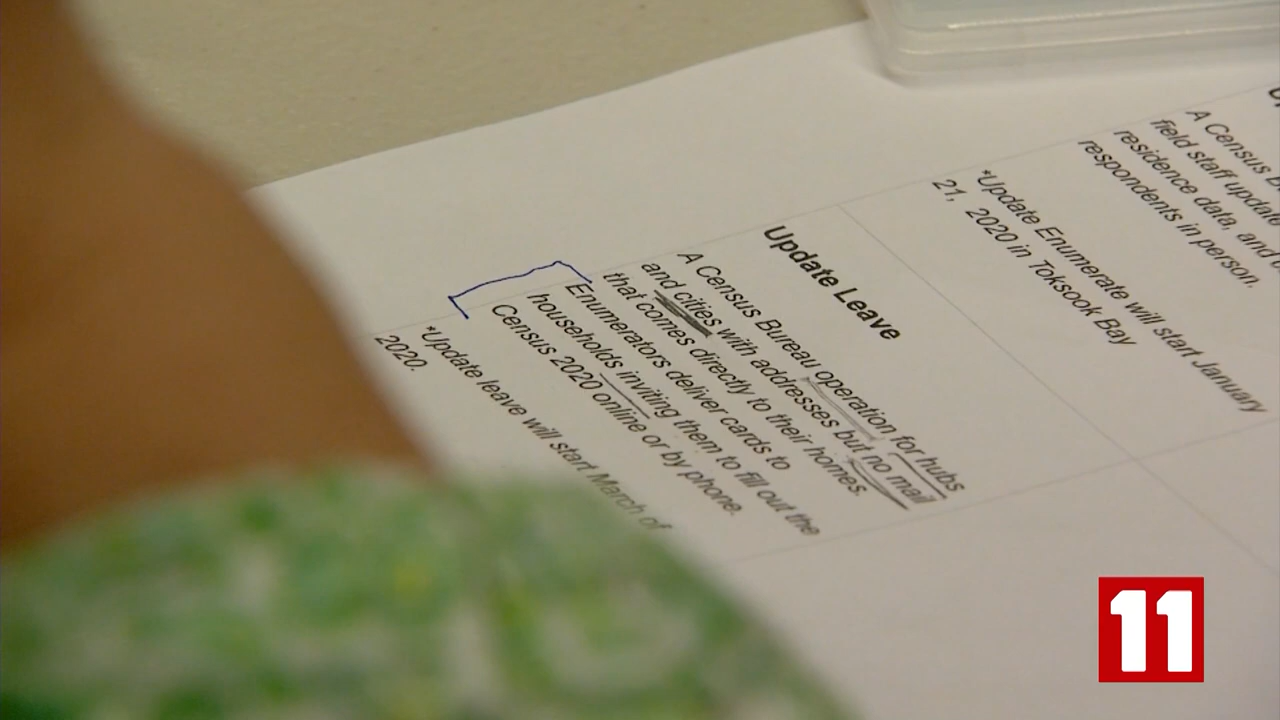 A Census
field staff update
residence data, and
respondents in person.
*Update Enumerate will start January
21, 2020 in Toksook Bay
Update Leave
A Census Bureau operation for hubs
and cities with addresses but no mail
that comes directly to their homes.
Enumerators deliver cards to
households inviting them to fill out the
Census 2020 online or by phone.
*Update leave will start March of
2020.
11